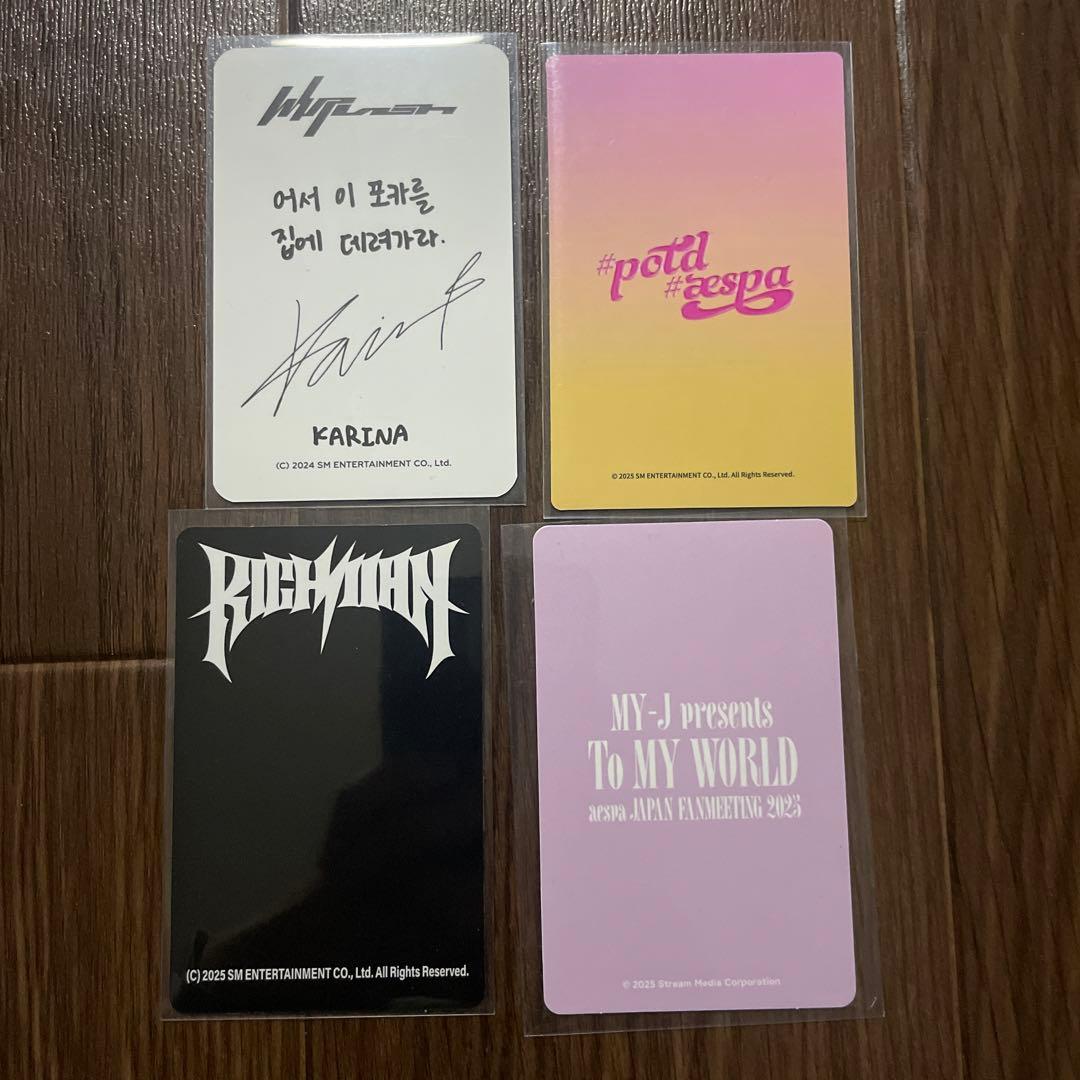 Whiplash
어서 이 포카를
집에 데려가라.
Karina
KARINA
(C) 2024 SM ENTERTAINMENT CO., Ltd.
#potd
#æspa
© 2025 SM ENTERTAINMENT CO., Ltd. All Rights Reserved.
RICH MAN
(C) 2025 SM ENTERTAINMENT CO., Ltd. All Rights Reserved.
MY-J presents
To MY WORLD
aespa JAPAN FANMEETING 2025
© 2025 Stream Media Corporation